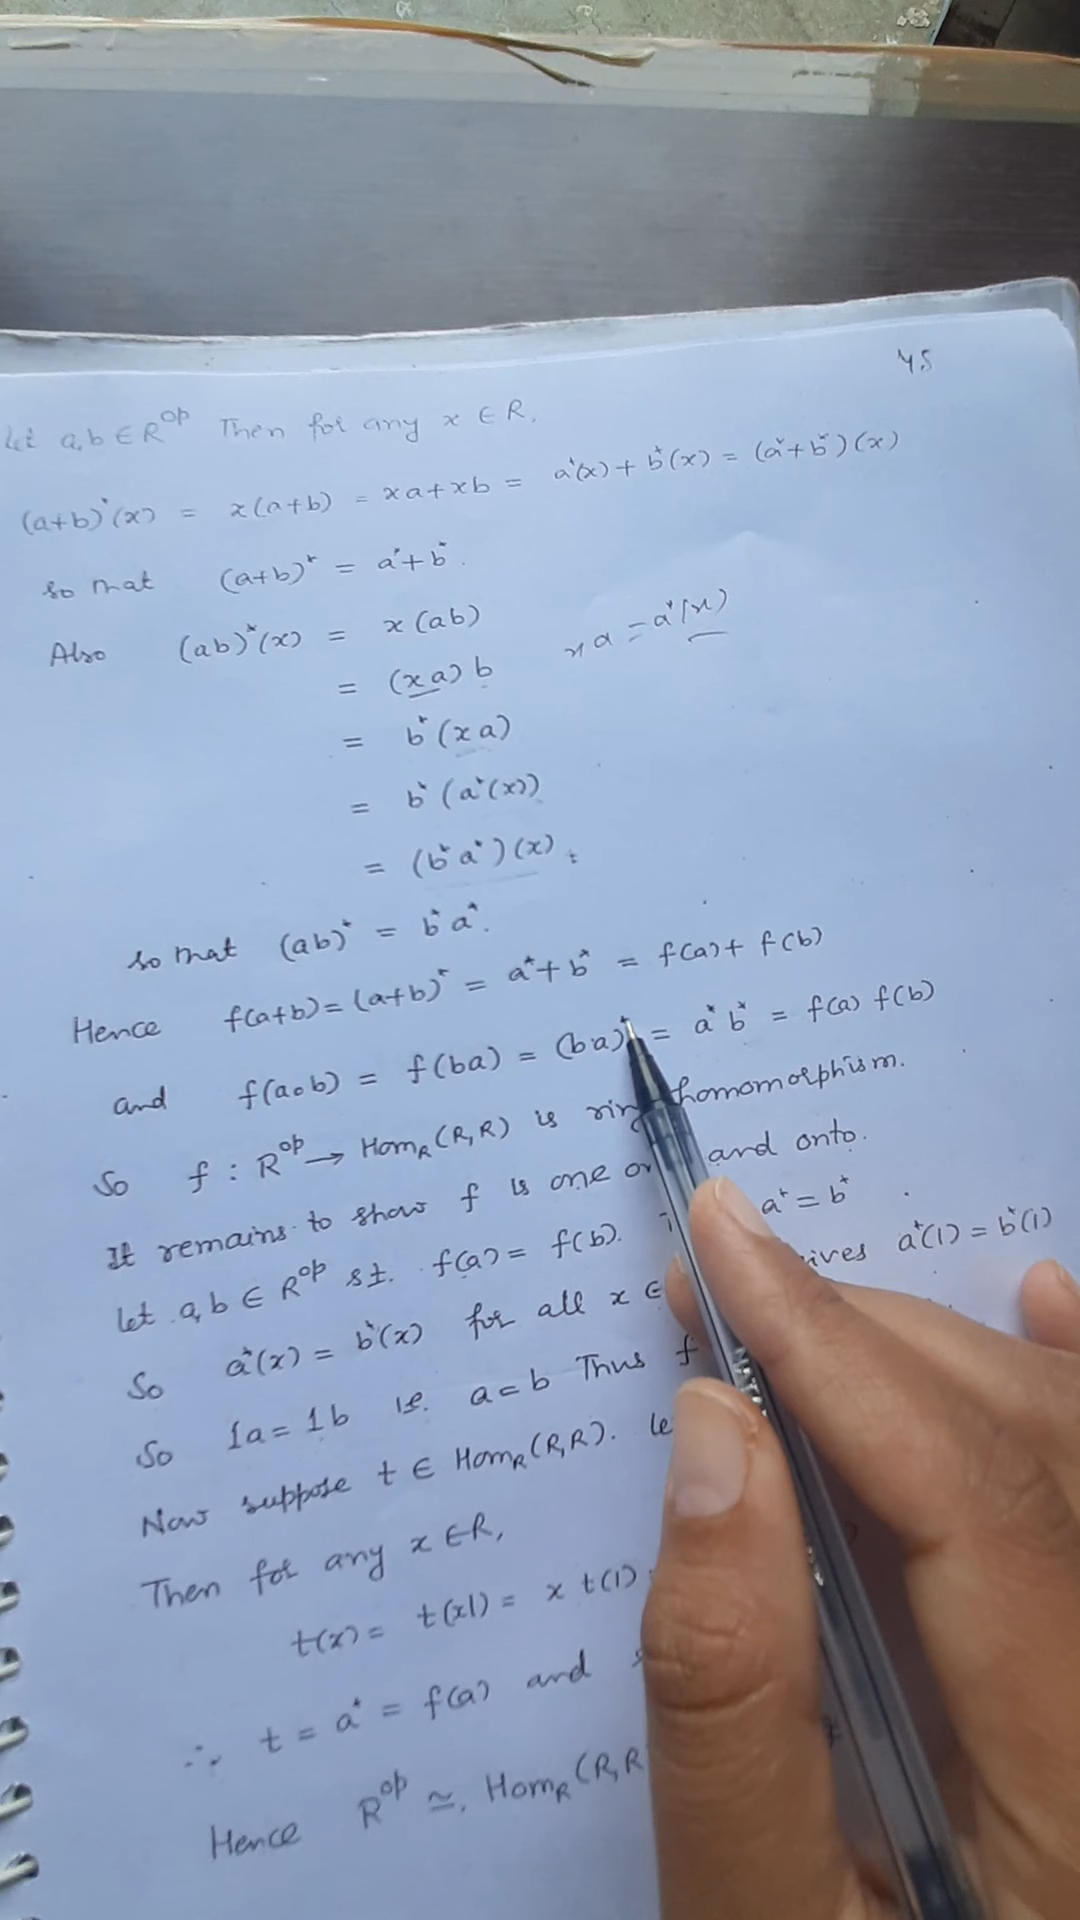 45
Let a,b ∈ R^op Then for any x ∈ R.
(a+b)*(x) = x(a+b) = xa+xb = a*(x) + b*(x) = (a*+b*)(x)
so that (a+b)* = a*+b*.
Also (ab)*(x) = x(ab)
= (xa)b xa = a*(x)
= b*(xa)
= b*(a*(x))
= (b*a*)(x).
so that (ab)* = b*a*.
Hence f(a+b) = (a+b)* = a*+b* = f(a)+f(b)
and f(a∘b) = f(ba) = (ba)* = a*b* = f(a)f(b)
So f : R^op → Hom_R(R,R) is homomorphism.
It remains to show f is one and onto.
Let a,b ∈ R^op s.t. f(a) = f(b). a* = b*
So a*(x) = b*(x) for all x ∈ a*(1) = b*(1)
So 1a = 1b i.e. a=b Thus f
Now suppose t ∈ Hom_R(R,R).
Then for any x ∈ R,
t(x) = t(x1) = x t(1)
∴ t = a* = f(a) and
Hence R^op ≃ Hom_R(R,R